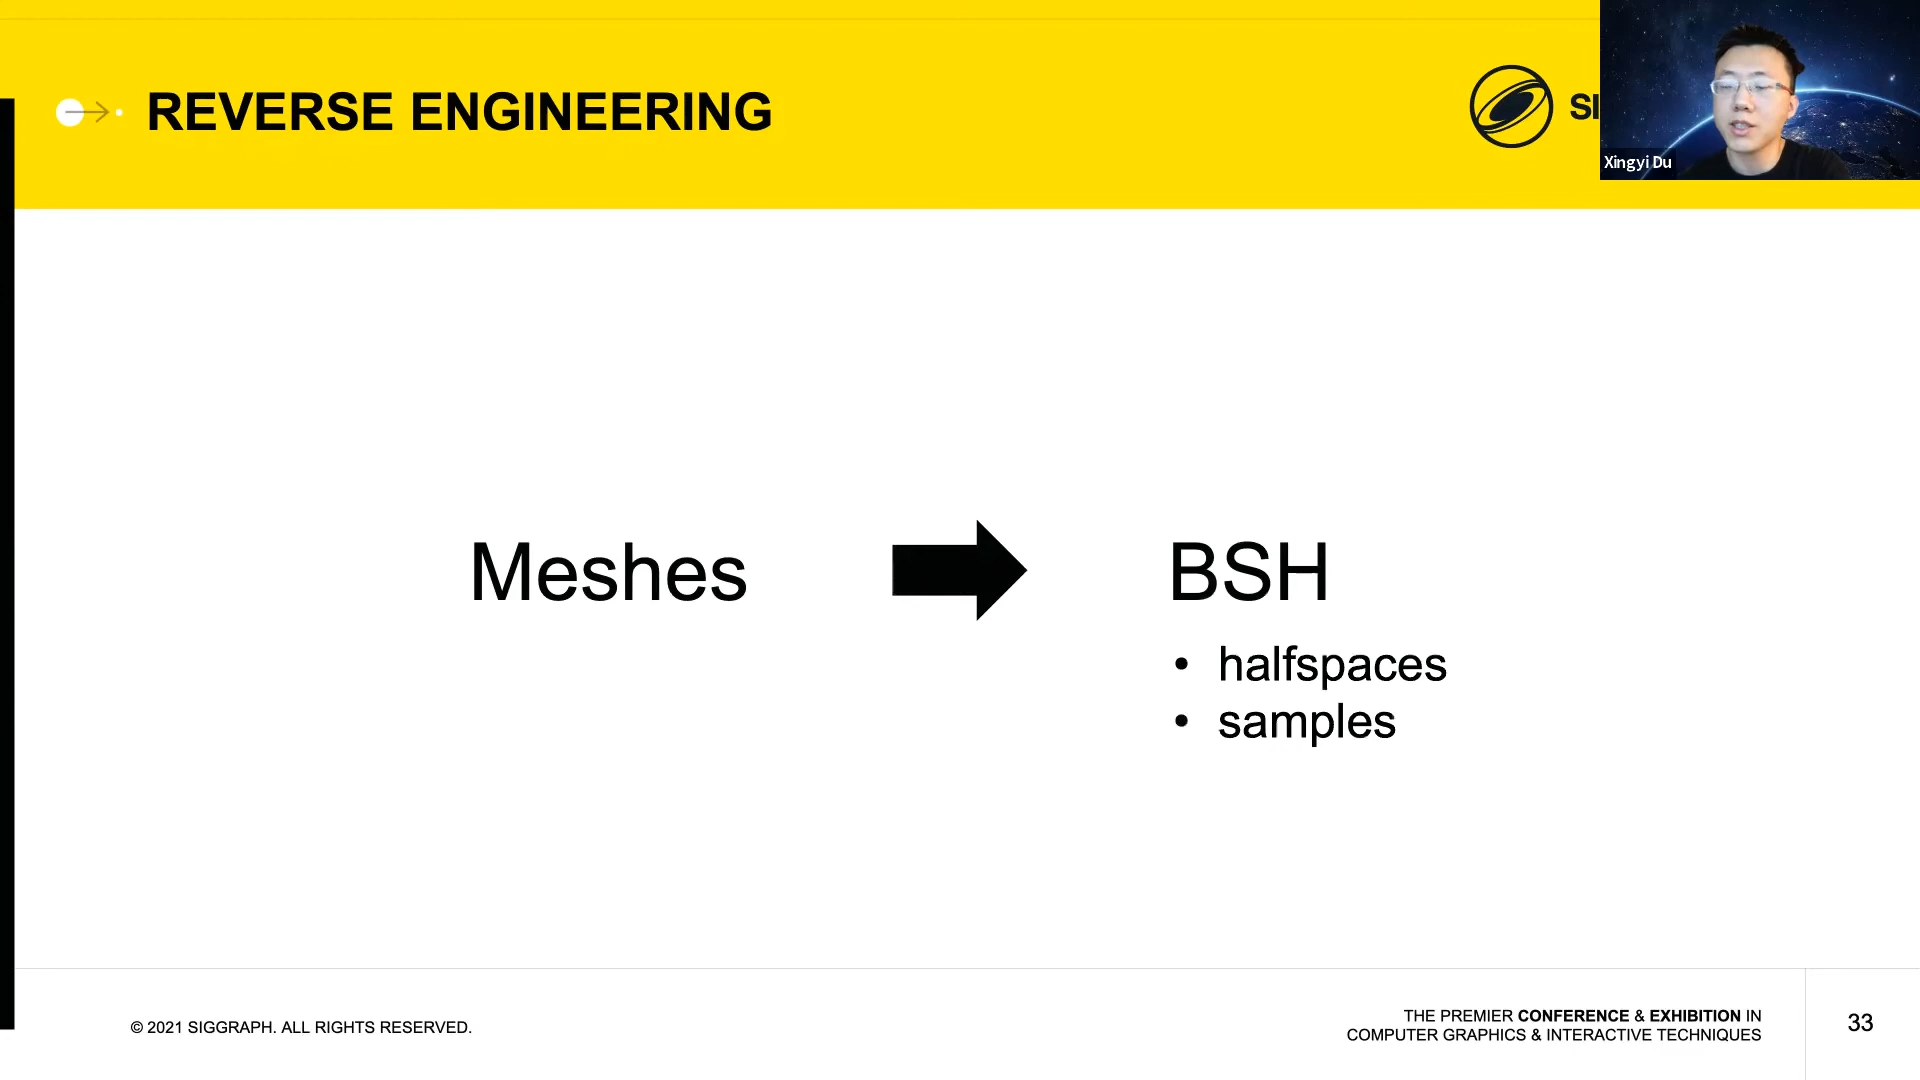 REVERSE ENGINEERING
SI
Xingyi Du
Meshes
BSH
• halfspaces
• samples
© 2021 SIGGRAPH. ALL RIGHTS RESERVED.
THE PREMIER CONFERENCE & EXHIBITION IN
COMPUTER GRAPHICS & INTERACTIVE TECHNIQUES
33